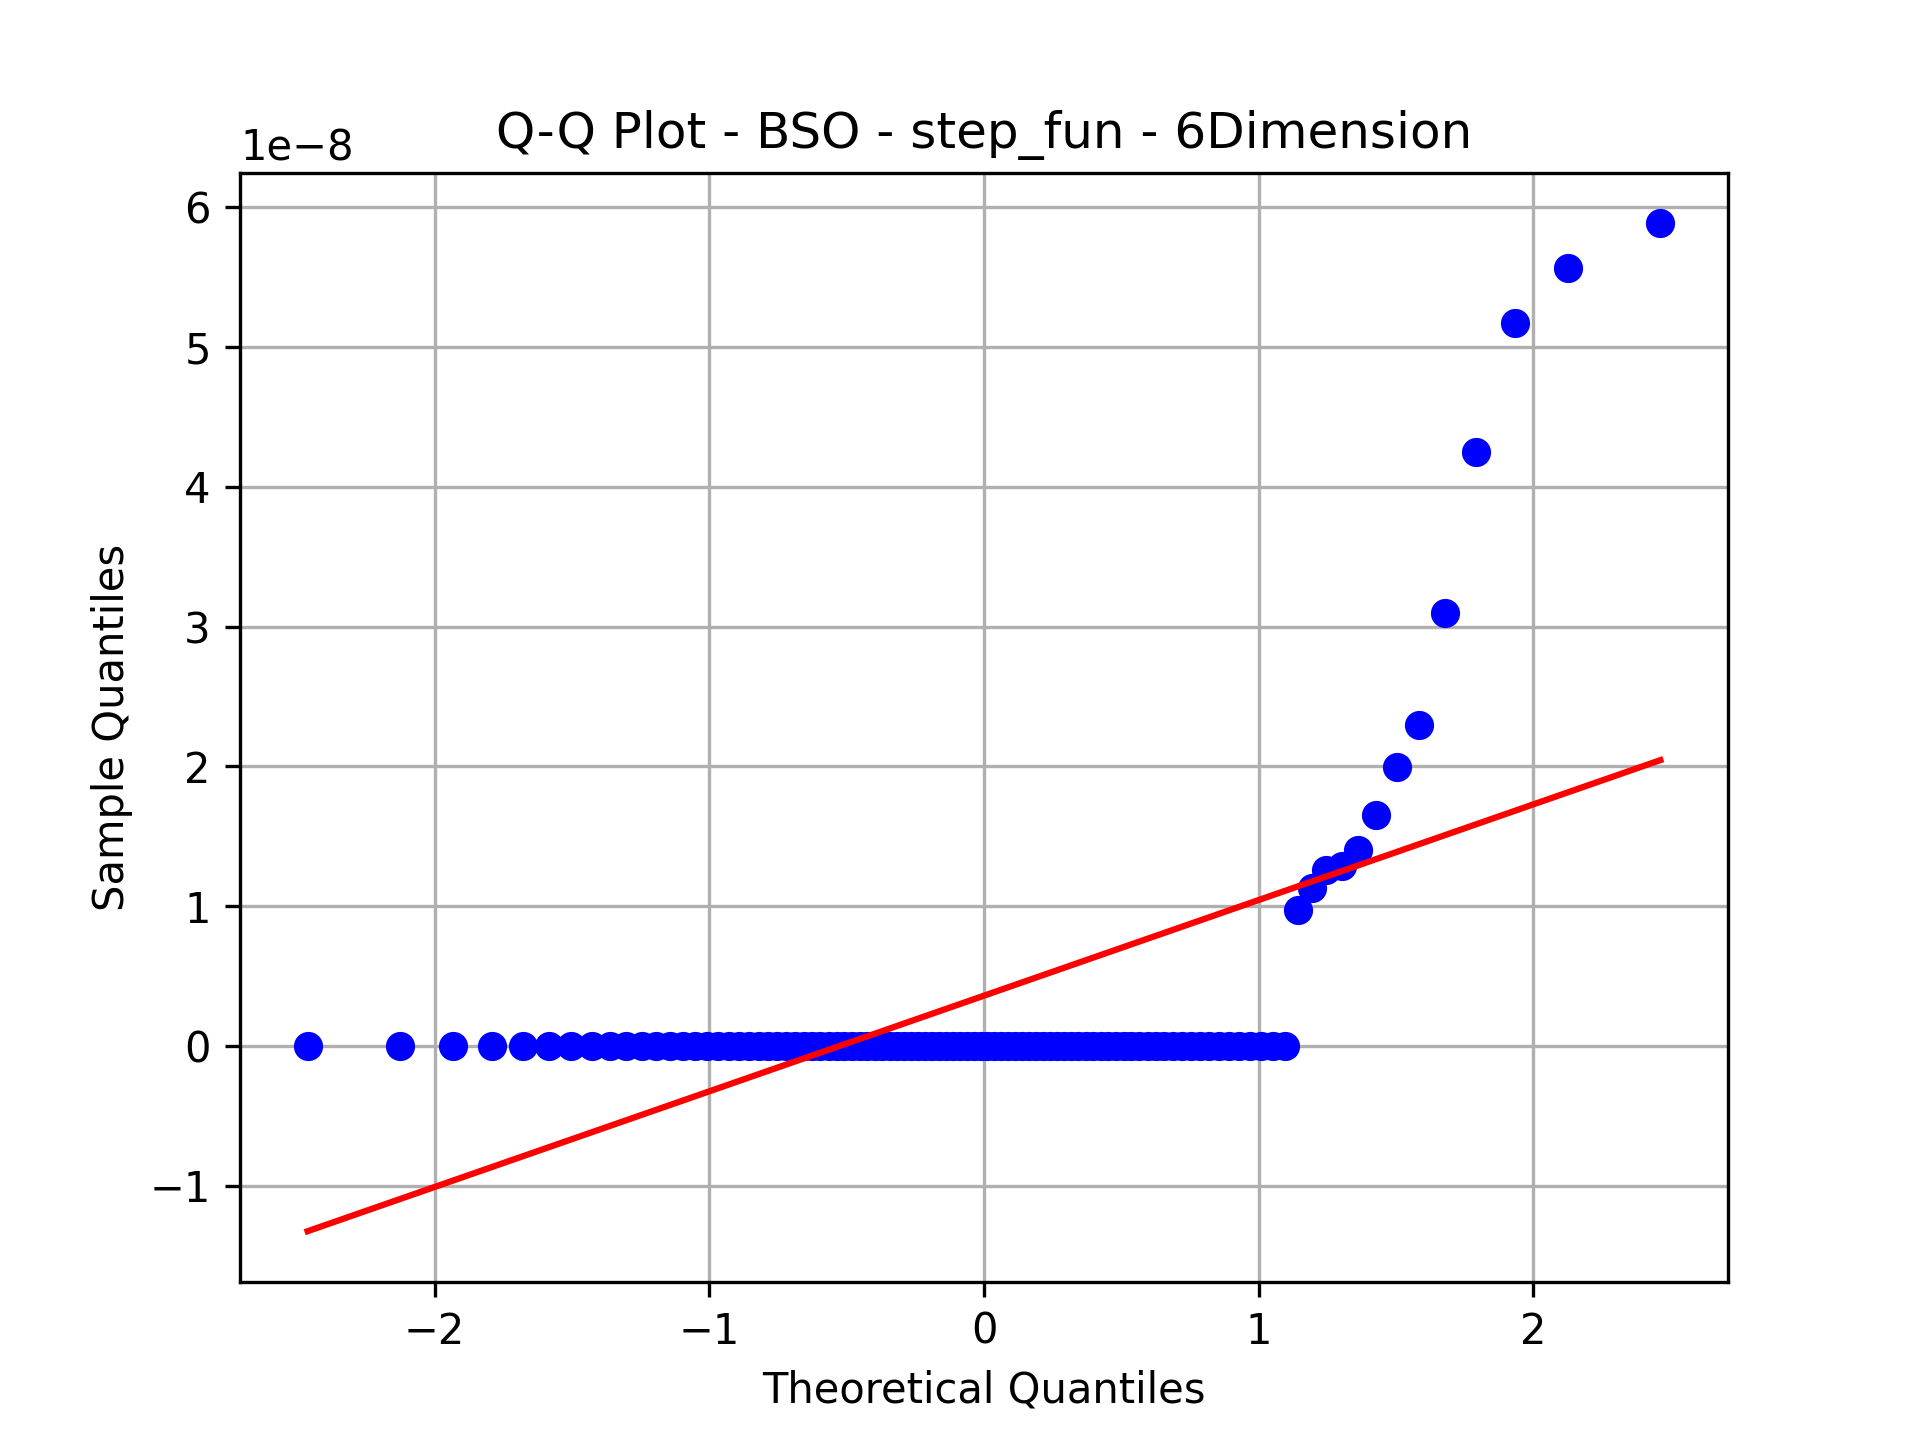 Q-Q Plot - BSO - step_fun - 6Dimension
1e−8
6
5
4
3
2
1
0
−1
Sample Quantiles
−2 −1 0 1 2
Theoretical Quantiles